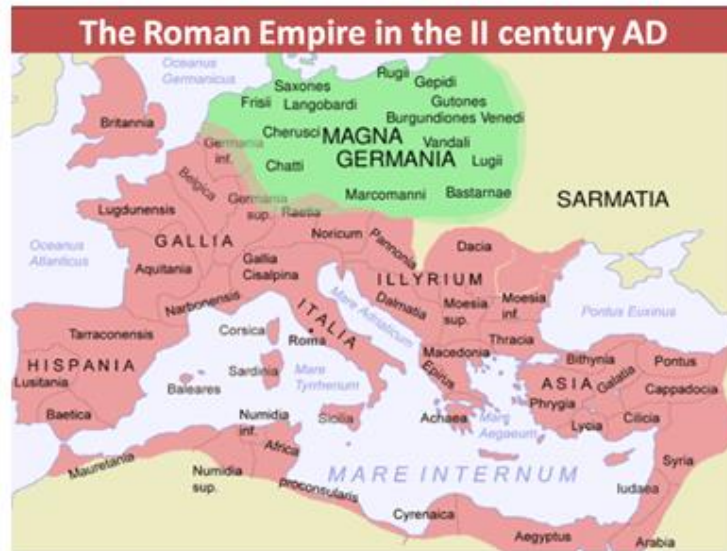 The Roman Empire in the II century AD
Oceanus
Germanicus
Rugii
Gepidi
Saxones
Frisii
Langobardi
Gutones
Burgundiones
Venedi
Britannia
Cherusci
MAGNA
GERMANIA
Vandali
Germania
inf.
Chatti
Lugii
Belgica
Germania
sup.
Marcomanni
Bastarnae
SARMATIA
Raetia
Lugdunensis
Noricum
Pannonia
Dacia
Oceanus
Atlanticus
GALLIA
Gallia
Cisalpina
ILLYRIUM
Aquitania
Mare Adriaticum
Dalmatia
Moesia
sup.
Moesia
inf.
Pontus Euxinus
Narbonensis
ITALIA
Tarraconensis
Corsica
Roma
Thracia
Macedonia
Bithynia
Pontus
HISPANIA
Sardinia
Mare
Tyrrhenum
Epirus
ASIA
Galatia
Cappadocia
Lusitania
Baleares
Phrygia
Baetica
Numidia
inf.
Sicilia
Achaea
Mare
Aegaeum
Lycia
Cilicia
Africa
Mauretania
Numidia
sup.
proconsularis
MARE INTERNUM
Syria
Iudaea
Cyrenaica
Aegyptus
Arabia